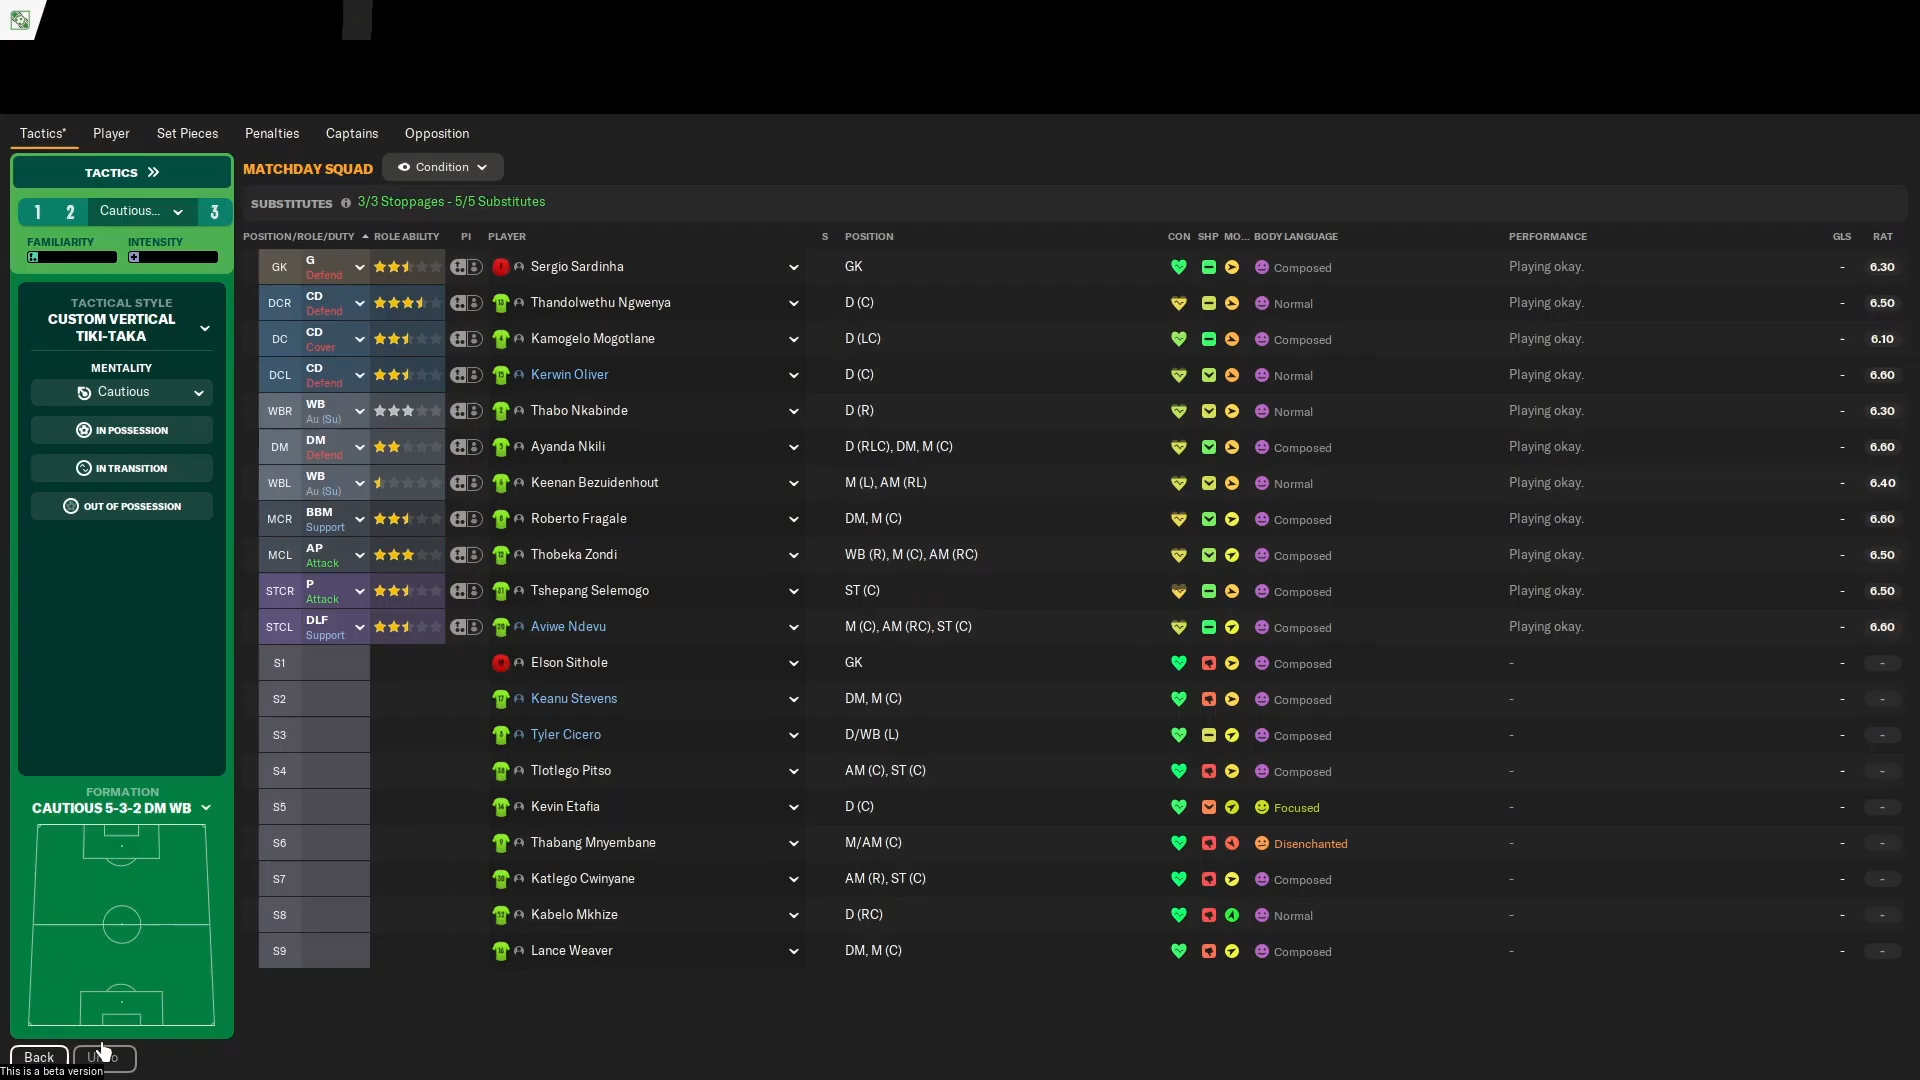 Tactics* Player Set Pieces Penalties Captains Opposition
TACTICS
MATCHDAY SQUAD Condition
1 2 Cautious... 3
SUBSTITUTES 3/3 Stoppages - 5/5 Substitutes
FAMILIARITY INTENSITY
POSITION/ROLE/DUTY ROLE ABILITY PI PLAYER S POSITION CON SHP MO... BODY LANGUAGE PERFORMANCE GLS RAT
GK G Defend Sergio Sardinha GK Composed Playing okay. - 6.30
DCR CD Defend Thandolwethu Ngwenya D (C) Normal Playing okay. - 6.50
DC CD Cover Kamogelo Mogotlane D (LC) Composed Playing okay. - 6.10
DCL CD Defend Kerwin Oliver D (C) Normal Playing okay. - 6.60
WBR WB Au (Su) Thabo Nkabinde D (R) Normal Playing okay. - 6.30
DM DM Defend Ayanda Nkili D (RLC), DM, M (C) Composed Playing okay. - 6.60
WBL WB Au (Su) Keenan Bezuidenhout M (L), AM (RL) Normal Playing okay. - 6.40
MCR BBM Support Roberto Fragale DM, M (C) Composed Playing okay. - 6.60
MCL AP Attack Thobeka Zondi WB (R), M (C), AM (RC) Composed Playing okay. - 6.50
STCR P Attack Tshepang Selemogo ST (C) Composed Playing okay. - 6.50
STCL DLF Support Aviwe Ndevu M (C), AM (RC), ST (C) Composed Playing okay. - 6.60
S1 Elson Sithole GK Composed - - -
S2 Keanu Stevens DM, M (C) Composed - - -
S3 Tyler Cicero D/WB (L) Composed - - -
S4 Tlotlego Pitso AM (C), ST (C) Composed - - -
S5 Kevin Etafia D (C) Focused - - -
S6 Thabang Mnyembane M/AM (C) Disenchanted - - -
S7 Katlego Cwinyane AM (R), ST (C) Composed - - -
S8 Kabelo Mkhize D (RC) Normal - - -
S9 Lance Weaver DM, M (C) Composed - - -
TACTICAL STYLE
CUSTOM VERTICAL
TIKI-TAKA
MENTALITY
Cautious
IN POSSESSION
IN TRANSITION
OUT OF POSSESSION
FORMATION
CAUTIOUS 5-3-2 DM WB
Back
This is a beta version